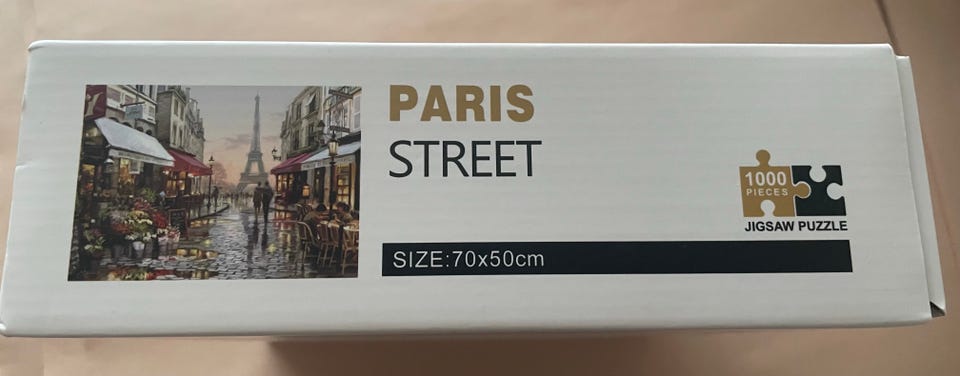 PARIS
STREET
1000
PIECES
JIGSAW PUZZLE
SIZE:70x50cm